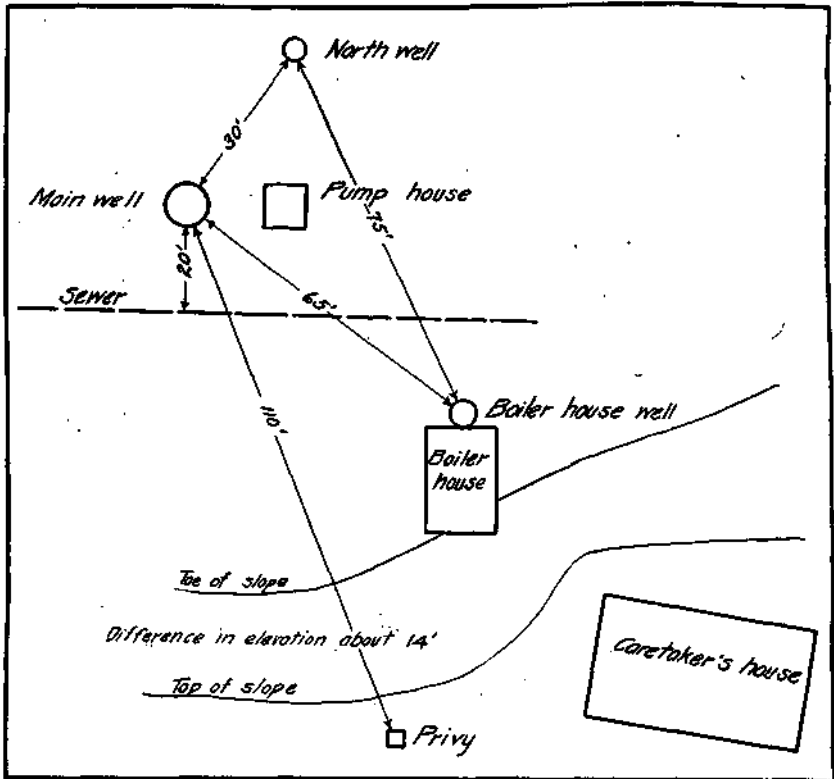 North well
30'
Main well
Pump house
75'
20'
Sewer
65'
110'
Boiler house well
Boiler
house
Toe of slope
Difference in elevation about 14'
Caretaker's house
Top of slope
Privy